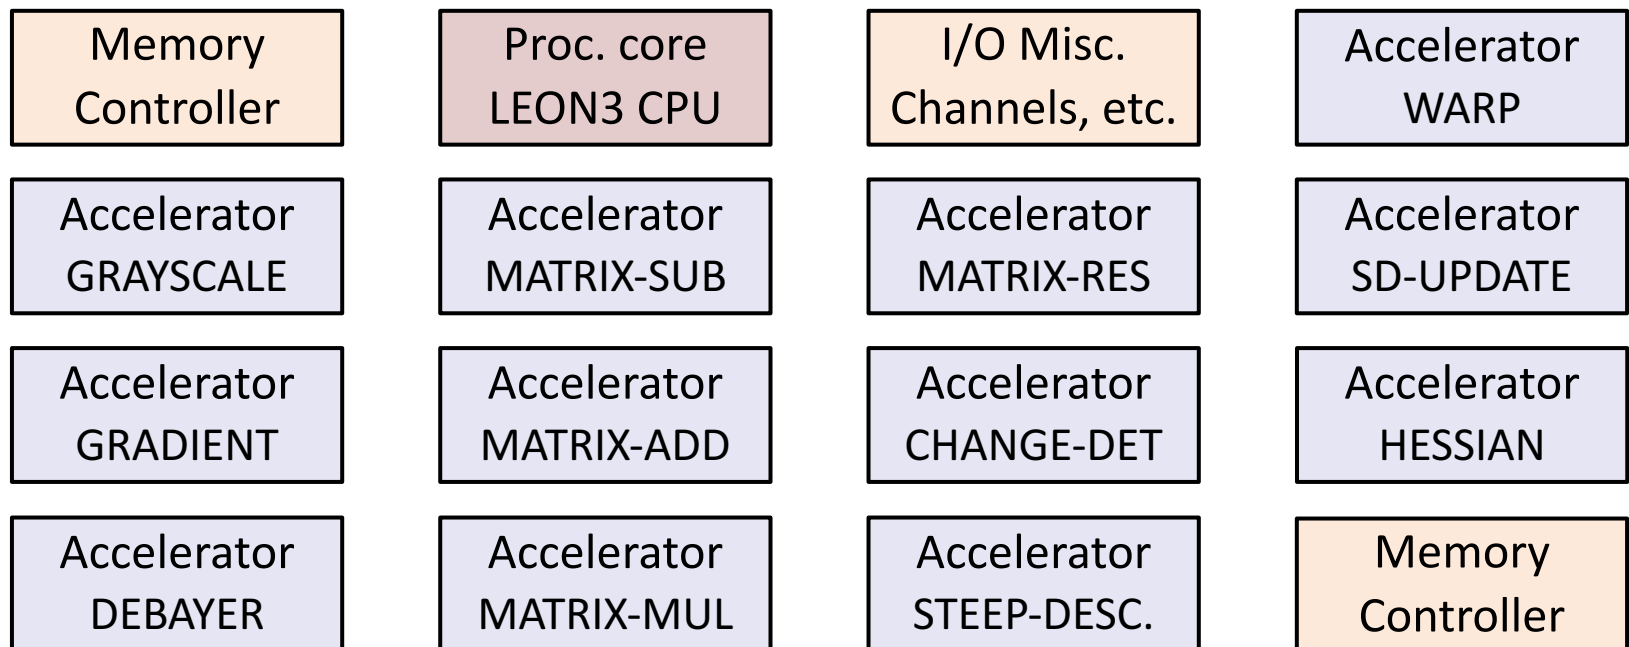 Memory
Controller
Proc. core
LEON3 CPU
I/O Misc.
Channels, etc.
Accelerator
WARP
Accelerator
GRAYSCALE
Accelerator
MATRIX-SUB
Accelerator
MATRIX-RES
Accelerator
SD-UPDATE
Accelerator
GRADIENT
Accelerator
MATRIX-ADD
Accelerator
CHANGE-DET
Accelerator
HESSIAN
Accelerator
DEBAYER
Accelerator
MATRIX-MUL
Accelerator
STEEP-DESC.
Memory
Controller